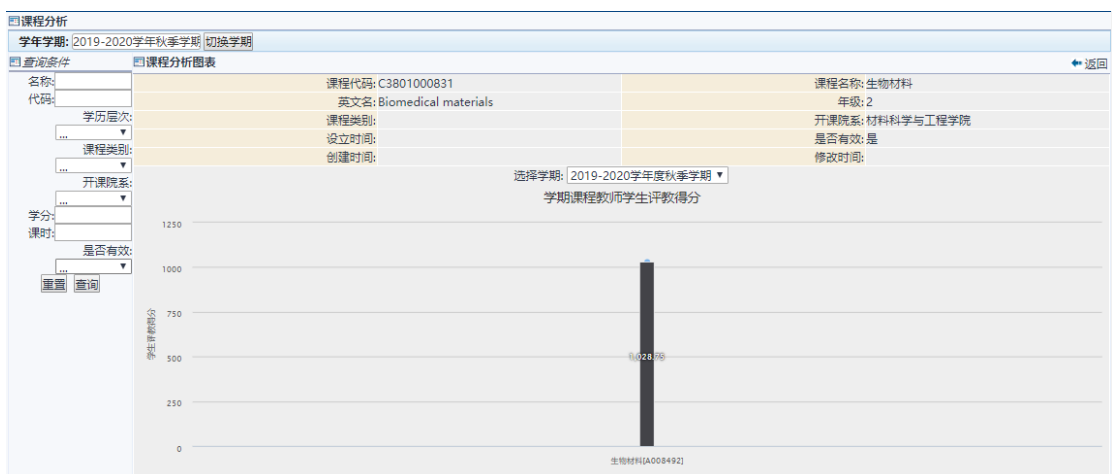 课程分析
学年学期: 2019-2020学年秋季学期 切换学期
查询条件
课程分析图表
返回
名称:
代码:
学历层次:
...
课程类别:
...
开课院系:
...
学分:
课时:
是否有效:
...
重置 查询
课程代码: C3801000831 课程名称: 生物材料
英文名: Biomedical materials 年级: 2
课程类别: 开课院系: 材料科学与工程学院
设立时间: 是否有效: 是
创建时间: 修改时间:
选择学期: 2019-2020学年度秋季学期
学期课程教师学生评教得分
1250
1000
750
500
250
0
学生评教得分
1,028.75
生物材料[A008492]